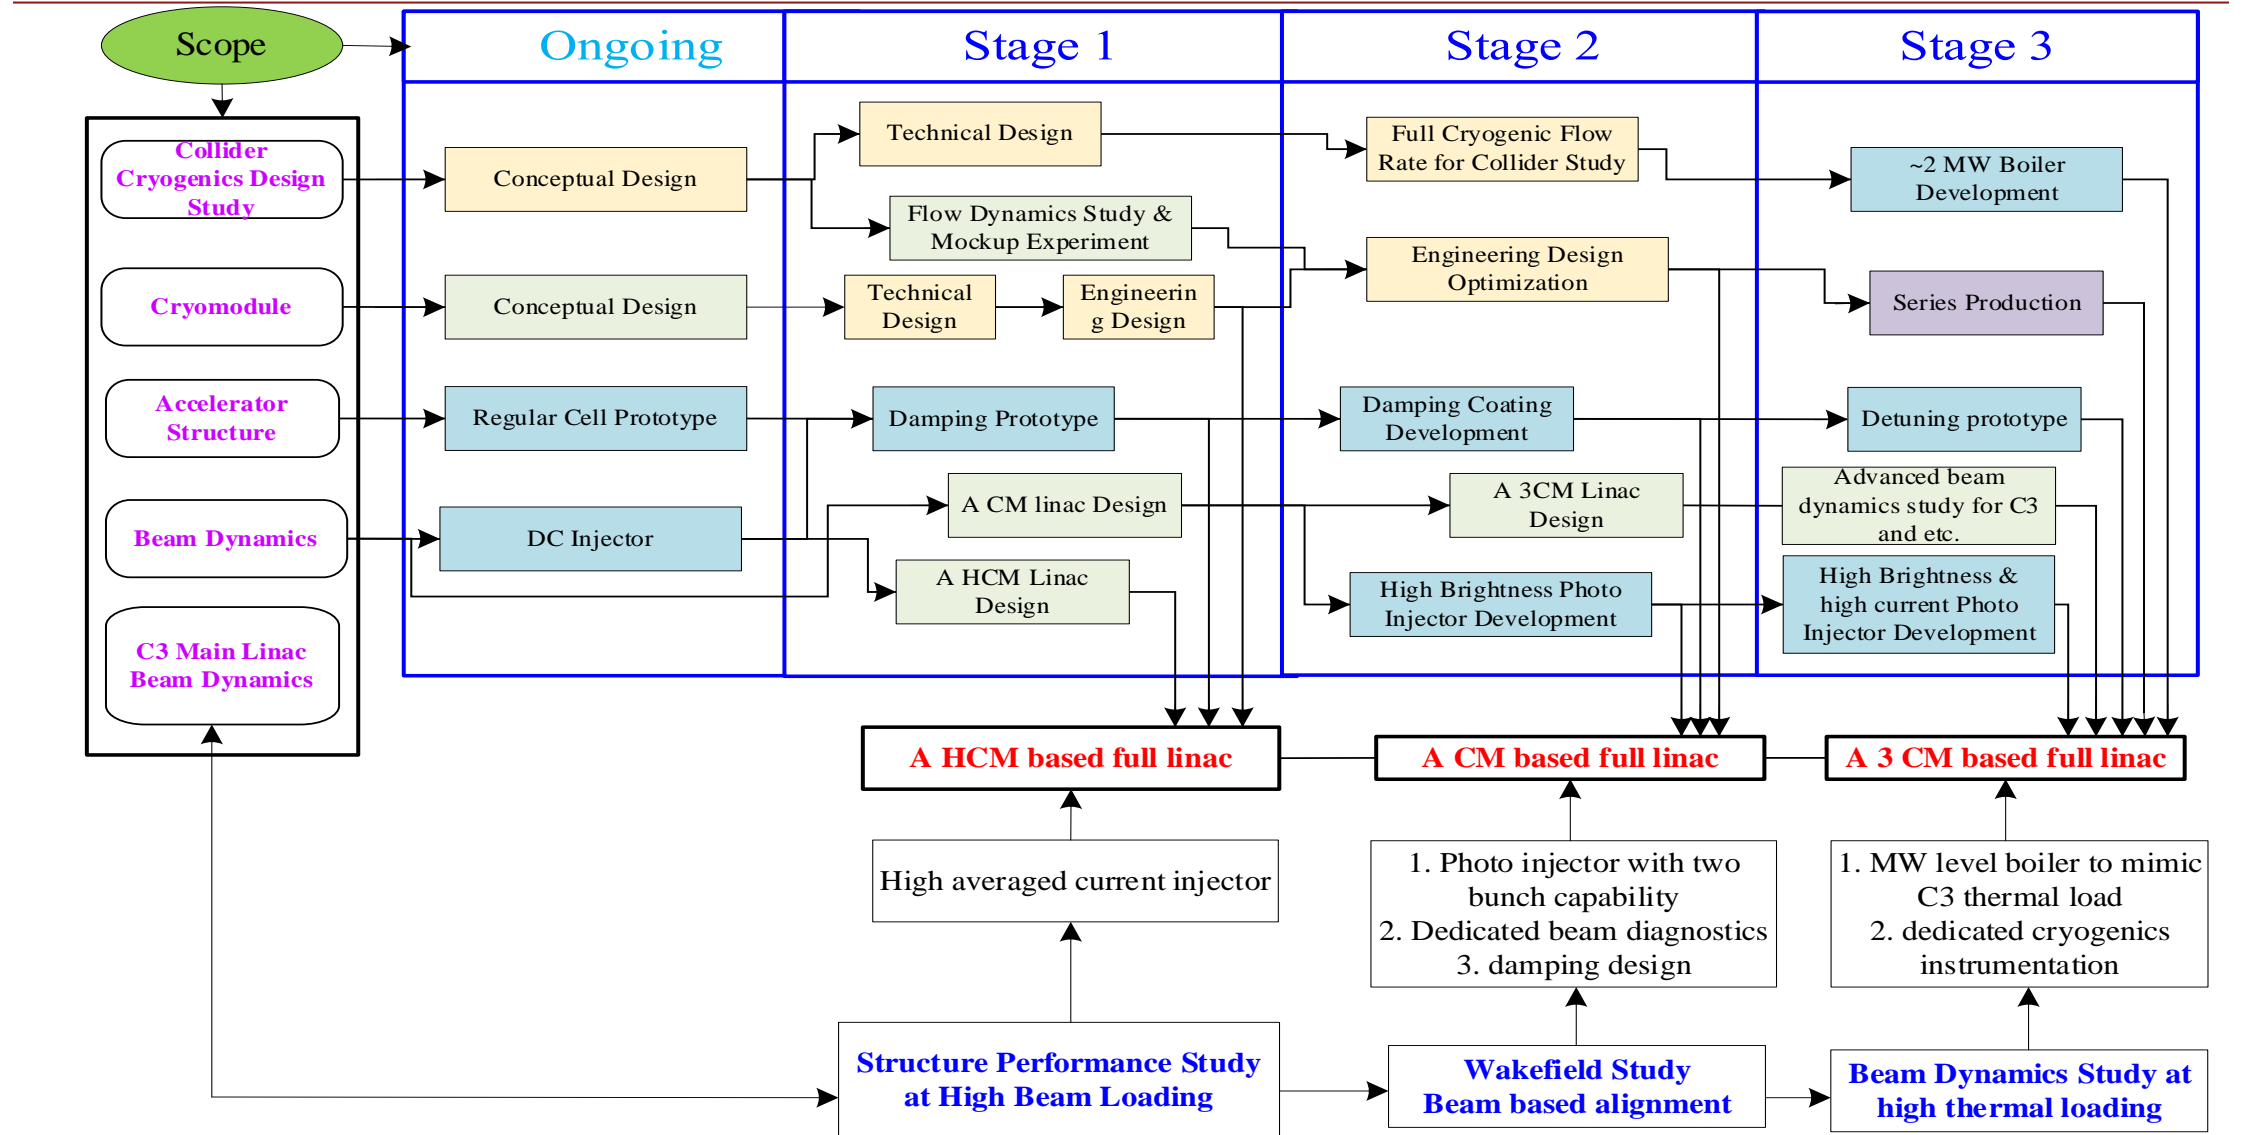 Scope
Ongoing
Stage 1
Stage 2
Stage 3
Collider
Cryogenics Design
Study
Conceptual Design
Technical Design
Full Cryogenic Flow
Rate for Collider Study
~2 MW Boiler
Development
Flow Dynamics Study &
Mockup Experiment
Engineering Design
Optimization
Cryomodule
Conceptual Design
Technical
Design
Engineerin
g Design
Series Production
Accelerator
Structure
Regular Cell Prototype
Damping Prototype
Damping Coating
Development
Detuning prototype
A CM linac Design
A 3CM Linac
Design
Advanced beam
dynamics study for C3
and etc.
Beam Dynamics
DC Injector
A HCM Linac
Design
High Brightness Photo
Injector Development
High Brightness &
high current Photo
Injector Development
C3 Main Linac
Beam Dynamics
A HCM based full linac
A CM based full linac
A 3 CM based full linac
High averaged current injector
1. Photo injector with two
bunch capability
2. Dedicated beam diagnostics
3. damping design
1. MW level boiler to mimic
C3 thermal load
2. dedicated cryogenics
instrumentation
Structure Performance Study
at High Beam Loading
Wakefield Study
Beam based alignment
Beam Dynamics Study at
high thermal loading